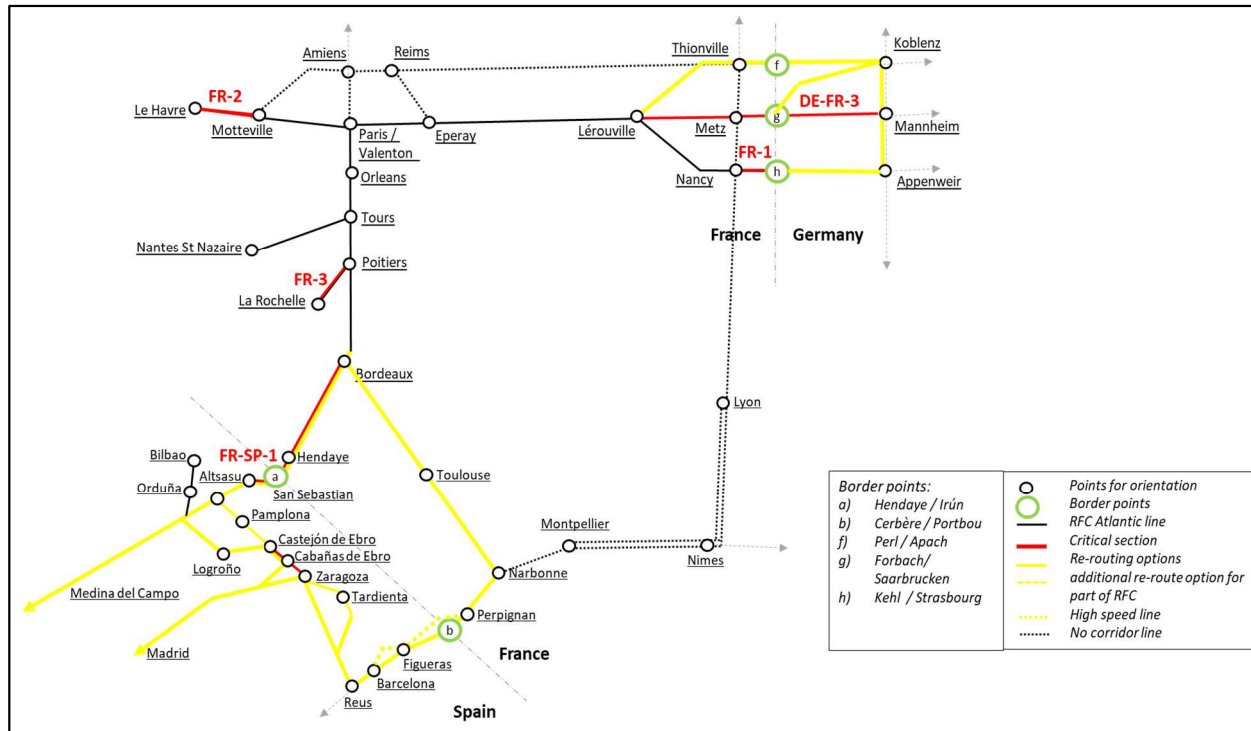 Amiens
Reims
Thionville
Koblenz
f
Le Havre
FR-2
Motteville
Paris /
Valenton
Eperay
Lérouville
Metz
g
DE-FR-3
Mannheim
Orleans
FR-1
Nancy
h
Appenweir
Tours
Nantes St Nazaire
France
Germany
Poitiers
FR-3
La Rochelle
Bordeaux
Lyon
Bilbao
FR-SP-1
Hendaye
a
Altsasu
San Sebastian
Orduña
Toulouse
Pamplona
Castejón de Ebro
Cabañas de Ebro
Logroño
Zaragoza
Montpellier
Nimes
Narbonne
Medina del Campo
Tardienta
Perpignan
b
Madrid
Figueras
France
Barcelona
Reus
Spain
Border points:
a) Hendaye / Irún
b) Cerbère / Portbou
f) Perl / Apach
g) Forbach/
Saarbrucken
h) Kehl / Strasbourg
Points for orientation
Border points
RFC Atlantic line
Critical section
Re-routing options
additional re-route option for
part of RFC
High speed line
No corridor line